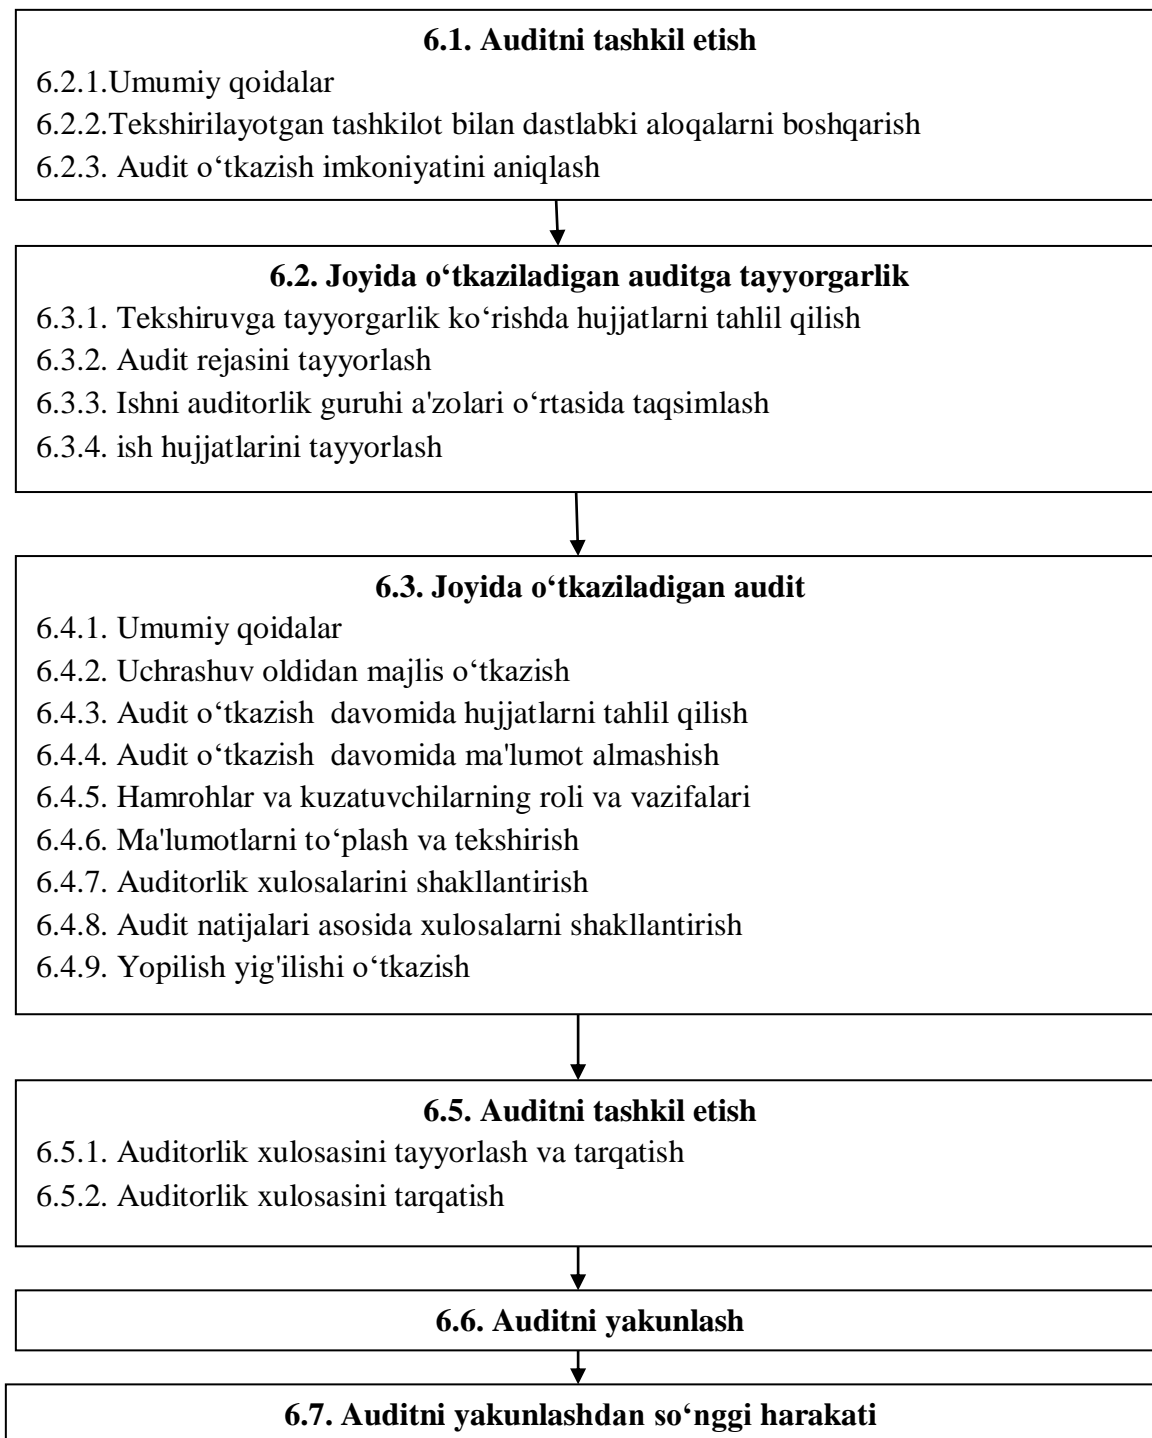 6.1. Auditni tashkil etish
6.2.1.Umumiy qoidalar
6.2.2.Tekshirilayotgan tashkilot bilan dastlabki aloqalarni boshqarish
6.2.3. Audit o‘tkazish imkoniyatini aniqlash
6.2. Joyida o‘tkaziladigan auditga tayyorgarlik
6.3.1. Tekshiruvga tayyorgarlik ko‘rishda hujjatlarni tahlil qilish
6.3.2. Audit rejasini tayyorlash
6.3.3. Ishni auditorlik guruhi a'zolari o‘rtasida taqsimlash
6.3.4. ish hujjatlarini tayyorlash
6.3. Joyida o‘tkaziladigan audit
6.4.1. Umumiy qoidalar
6.4.2. Uchrashuv oldidan majlis o‘tkazish
6.4.3. Audit o‘tkazish  davomida hujjatlarni tahlil qilish
6.4.4. Audit o‘tkazish  davomida ma'lumot almashish
6.4.5. Hamrohlar va kuzatuvchilarning roli va vazifalari
6.4.6. Ma'lumotlarni to‘plash va tekshirish
6.4.7. Auditorlik xulosalarini shakllantirish
6.4.8. Audit natijalari asosida xulosalarni shakllantirish
6.4.9. Yopilish yig'ilishi o‘tkazish
6.5. Auditni tashkil etish
6.5.1. Auditorlik xulosasini tayyorlash va tarqatish
6.5.2. Auditorlik xulosasini tarqatish
6.6. Auditni yakunlash
6.7. Auditni yakunlashdan so‘nggi harakati